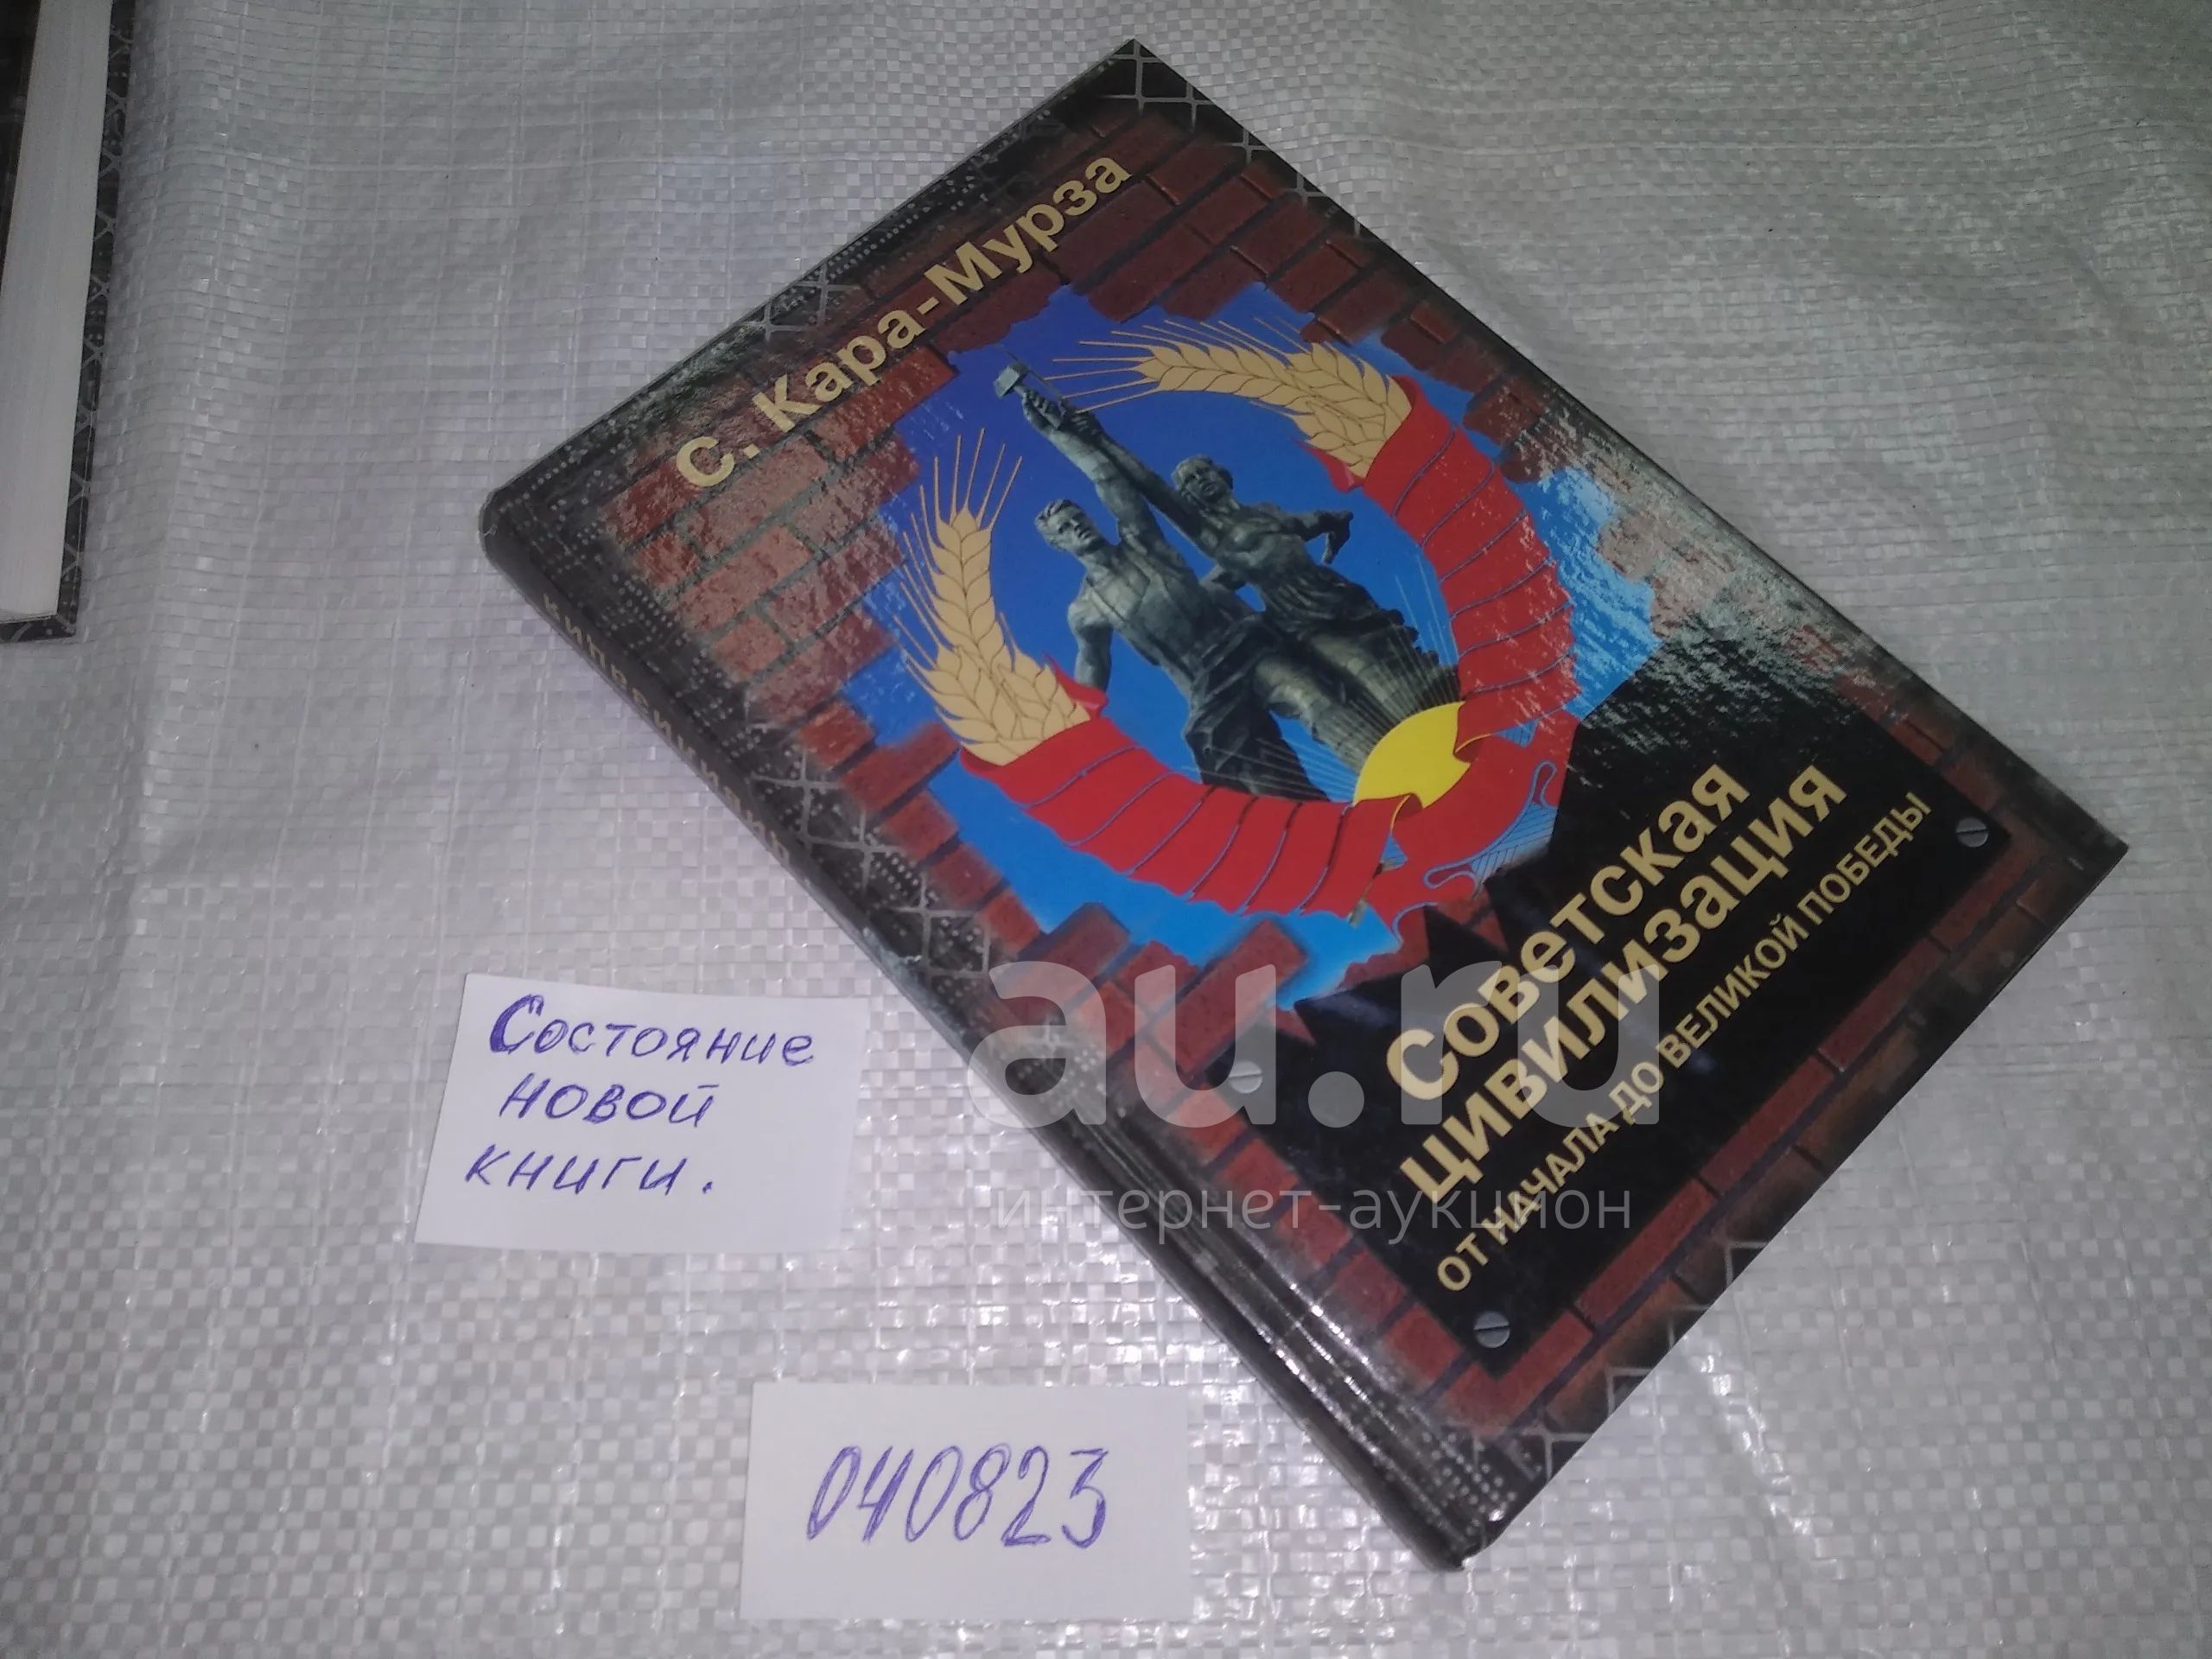 С. Кара-Мурза
Советская
цивилизация
ОТ НАЧАЛА ДО ВЕЛИКОЙ ПОБЕДЫ
au.ru
интернет-аукцион
Состояние
новой
книги.
040823